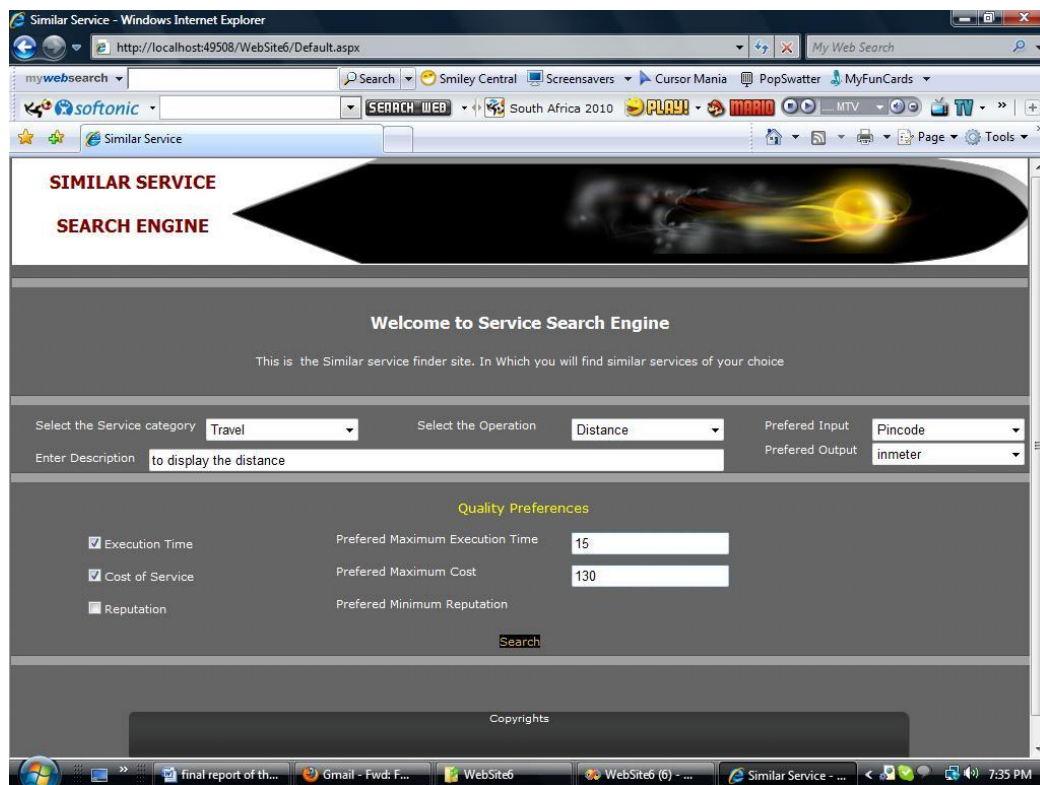 Similar Service - Windows Internet Explorer
http://localhost:49508/WebSite6/Default.aspx
My Web Search
mywebsearch
Search
Smiley Central
Screensavers
Cursor Mania
PopSwatter
MyFunCards
softonic
SEARCH WEB
South Africa 2010
PLAY!
MARIO
MTV
TV
Similar Service
Page
Tools
SIMILAR SERVICE
SEARCH ENGINE
Welcome to Service Search Engine
This is the Similar service finder site. In Which you will find similar services of your choice
Select the Service category
Travel
Select the Operation
Distance
Prefered Input
Pincode
Prefered Output
inmeter
Enter Description
to display the distance
Quality Preferences
Execution Time
Prefered Maximum Execution Time
15
Cost of Service
Prefered Maximum Cost
130
Reputation
Prefered Minimum Reputation
Search
Copyrights
final report of th...
Gmail - Fwd: F...
WebSite6
WebSite6 (6) - ...
Similar Service - ...
7:35 PM